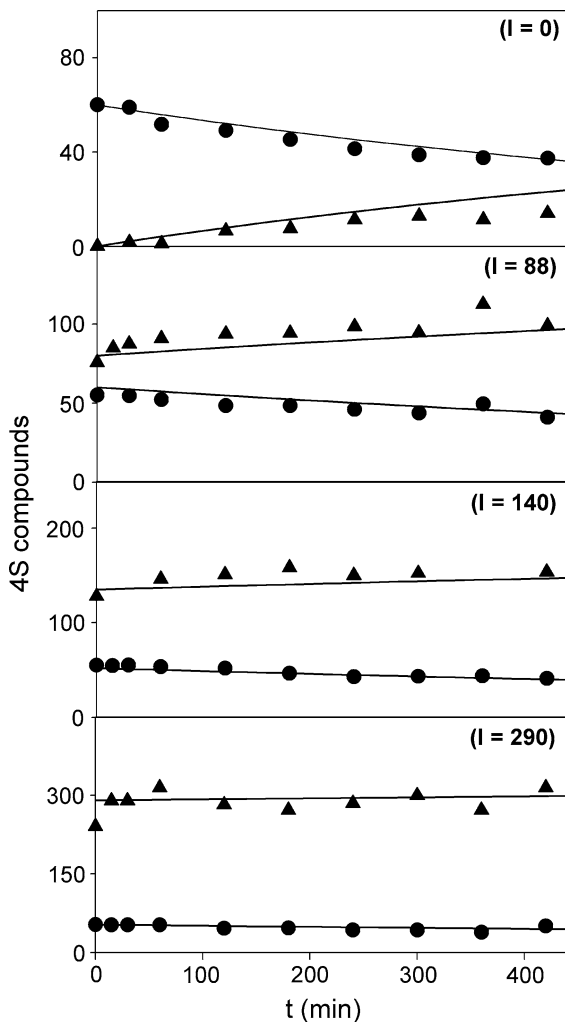 (I = 0)
80
40
0
(I = 88)
100
50
0
4S compounds
(I = 140)
200
100
0
(I = 290)
300
150
0
0 100 200 300 400
t (min)